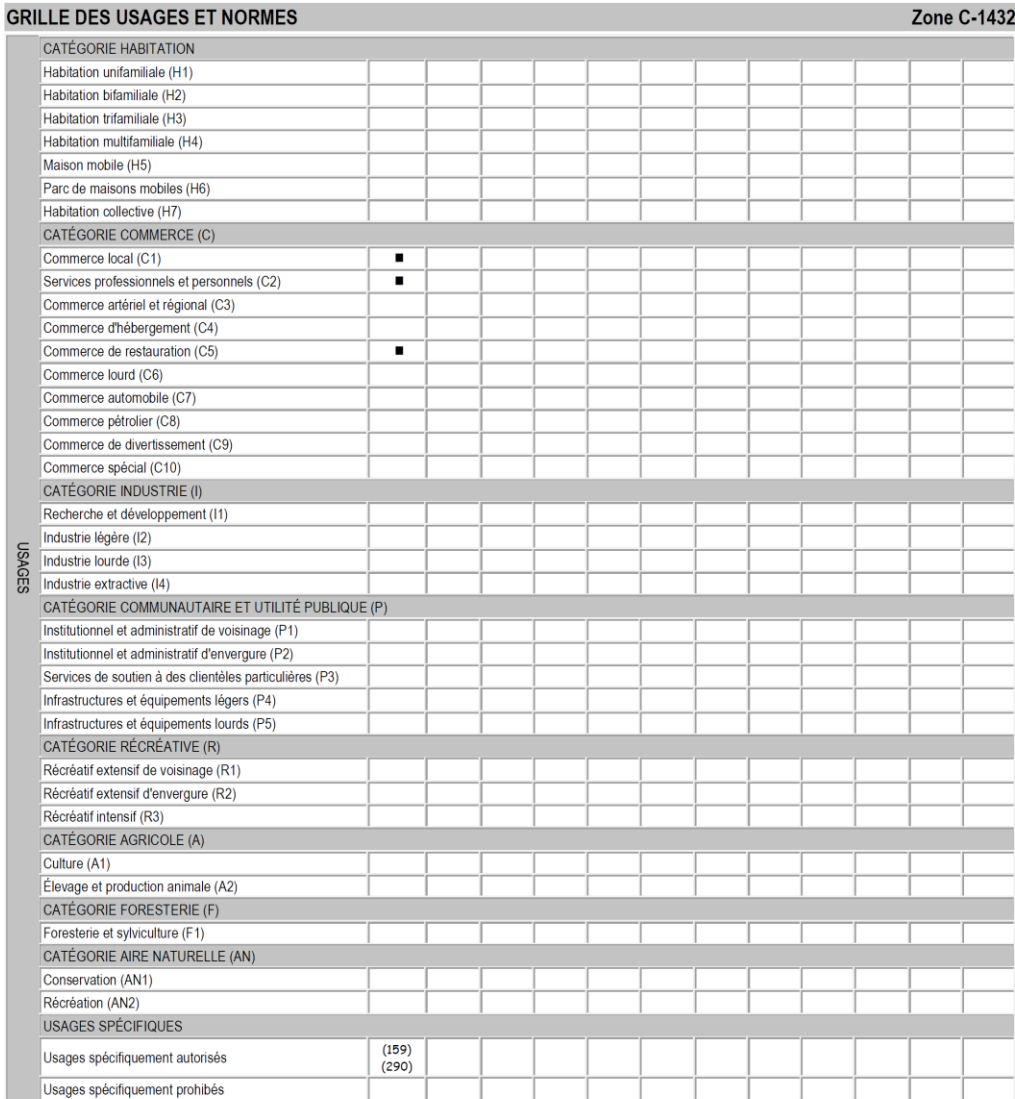 GRILLE DES USAGES ET NORMES Zone C-1432
CATÉGORIE HABITATION
Habitation unifamiliale (H1)
Habitation bifamiliale (H2)
Habitation trifamiliale (H3)
Habitation multifamiliale (H4)
Maison mobile (H5)
Parc de maisons mobiles (H6)
Habitation collective (H7)
CATÉGORIE COMMERCE (C)
Commerce local (C1) ■
Services professionnels et personnels (C2) ■
Commerce artériel et régional (C3)
Commerce d'hébergement (C4)
Commerce de restauration (C5) ■
Commerce lourd (C6)
Commerce automobile (C7)
Commerce pétrolier (C8)
Commerce de divertissement (C9)
Commerce spécial (C10)
CATÉGORIE INDUSTRIE (I)
Recherche et développement (I1)
Industrie légère (I2)
Industrie lourde (I3)
Industrie extractive (I4)
USAGES
CATÉGORIE COMMUNAUTAIRE ET UTILITÉ PUBLIQUE (P)
Institutionnel et administratif de voisinage (P1)
Institutionnel et administratif d'envergure (P2)
Services de soutien à des clientèles particulières (P3)
Infrastructures et équipements légers (P4)
Infrastructures et équipements lourds (P5)
CATÉGORIE RÉCRÉATIVE (R)
Récréatif extensif de voisinage (R1)
Récréatif extensif d'envergure (R2)
Récréatif intensif (R3)
CATÉGORIE AGRICOLE (A)
Culture (A1)
Élevage et production animale (A2)
CATÉGORIE FORESTERIE (F)
Foresterie et sylviculture (F1)
CATÉGORIE AIRE NATURELLE (AN)
Conservation (AN1)
Récréation (AN2)
USAGES SPÉCIFIQUES
Usages spécifiquement autorisés (159)
(290)
Usages spécifiquement prohibés